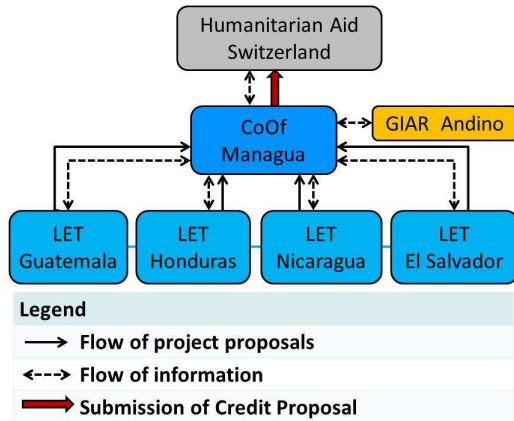 Humanitarian Aid
Switzerland
CoOf
Managua
GIAR Andino
LET
Guatemala
LET
Honduras
LET
Nicaragua
LET
El Salvador
Legend
Flow of project proposals
Flow of information
Submission of Credit Proposal